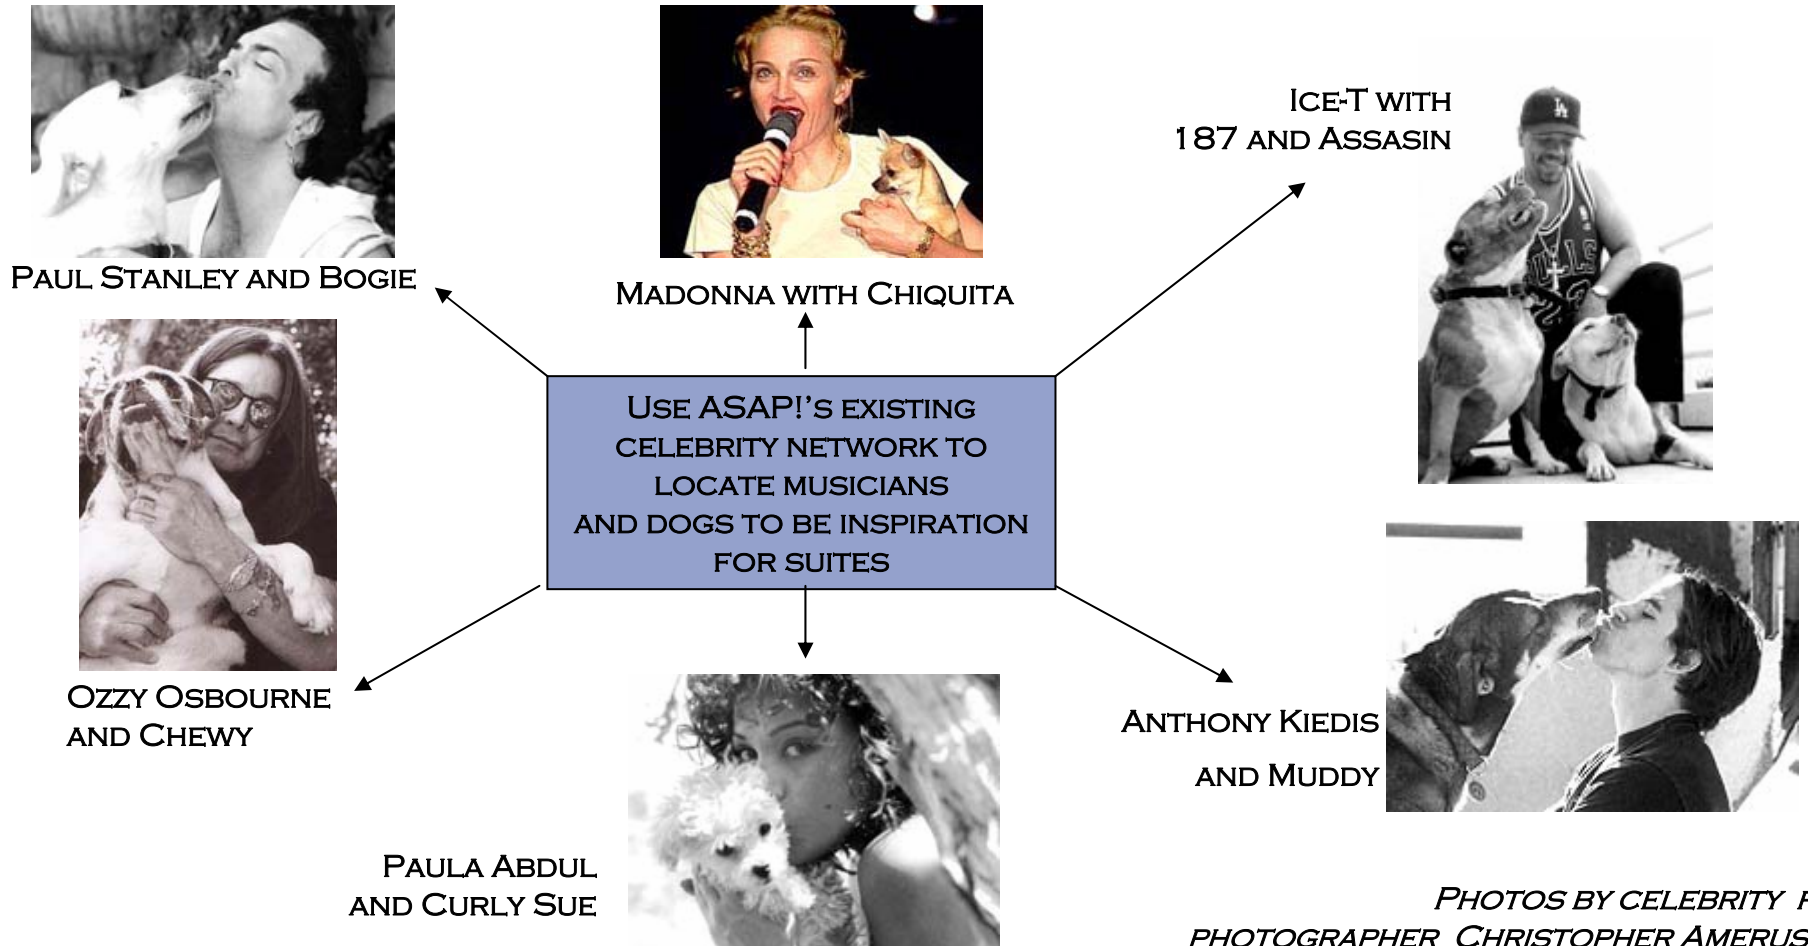 Paul Stanley and Bogie
Madonna with Chiquita
Ice-T with
187 and Assasin
LA
Use ASAP!'s existing
celebrity network to
locate musicians
and dogs to be inspiration
for suites
Ozzy Osbourne
and Chewy
Anthony Kiedis
and Muddy
Paula Abdul
and Curly Sue
Photos by celebrity
photographer Christopher